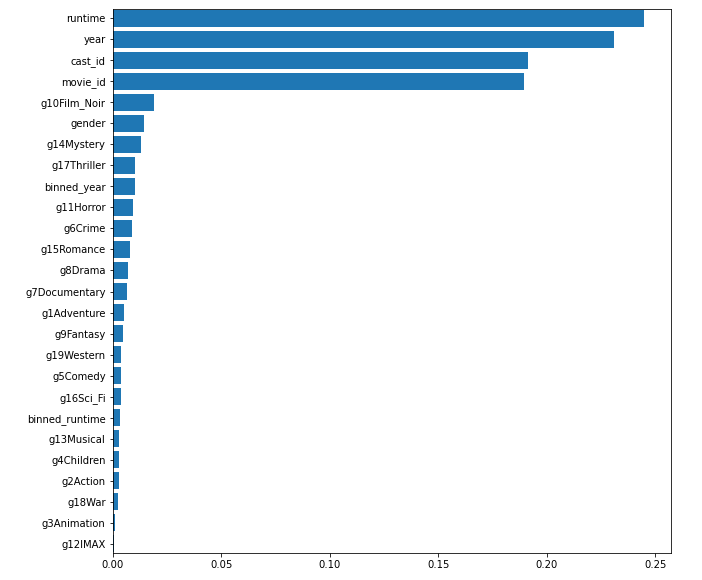 runtime
year
cast_id
movie_id
g10Film_Noir
gender
g14Mystery
g17Thriller
binned_year
g11Horror
g6Crime
g15Romance
g8Drama
g7Documentary
g1Adventure
g9Fantasy
g19Western
g5Comedy
g16Sci_Fi
binned_runtime
g13Musical
g4Children
g2Action
g18War
g3Animation
g12IMAX
0.00 0.05 0.10 0.15 0.20 0.25